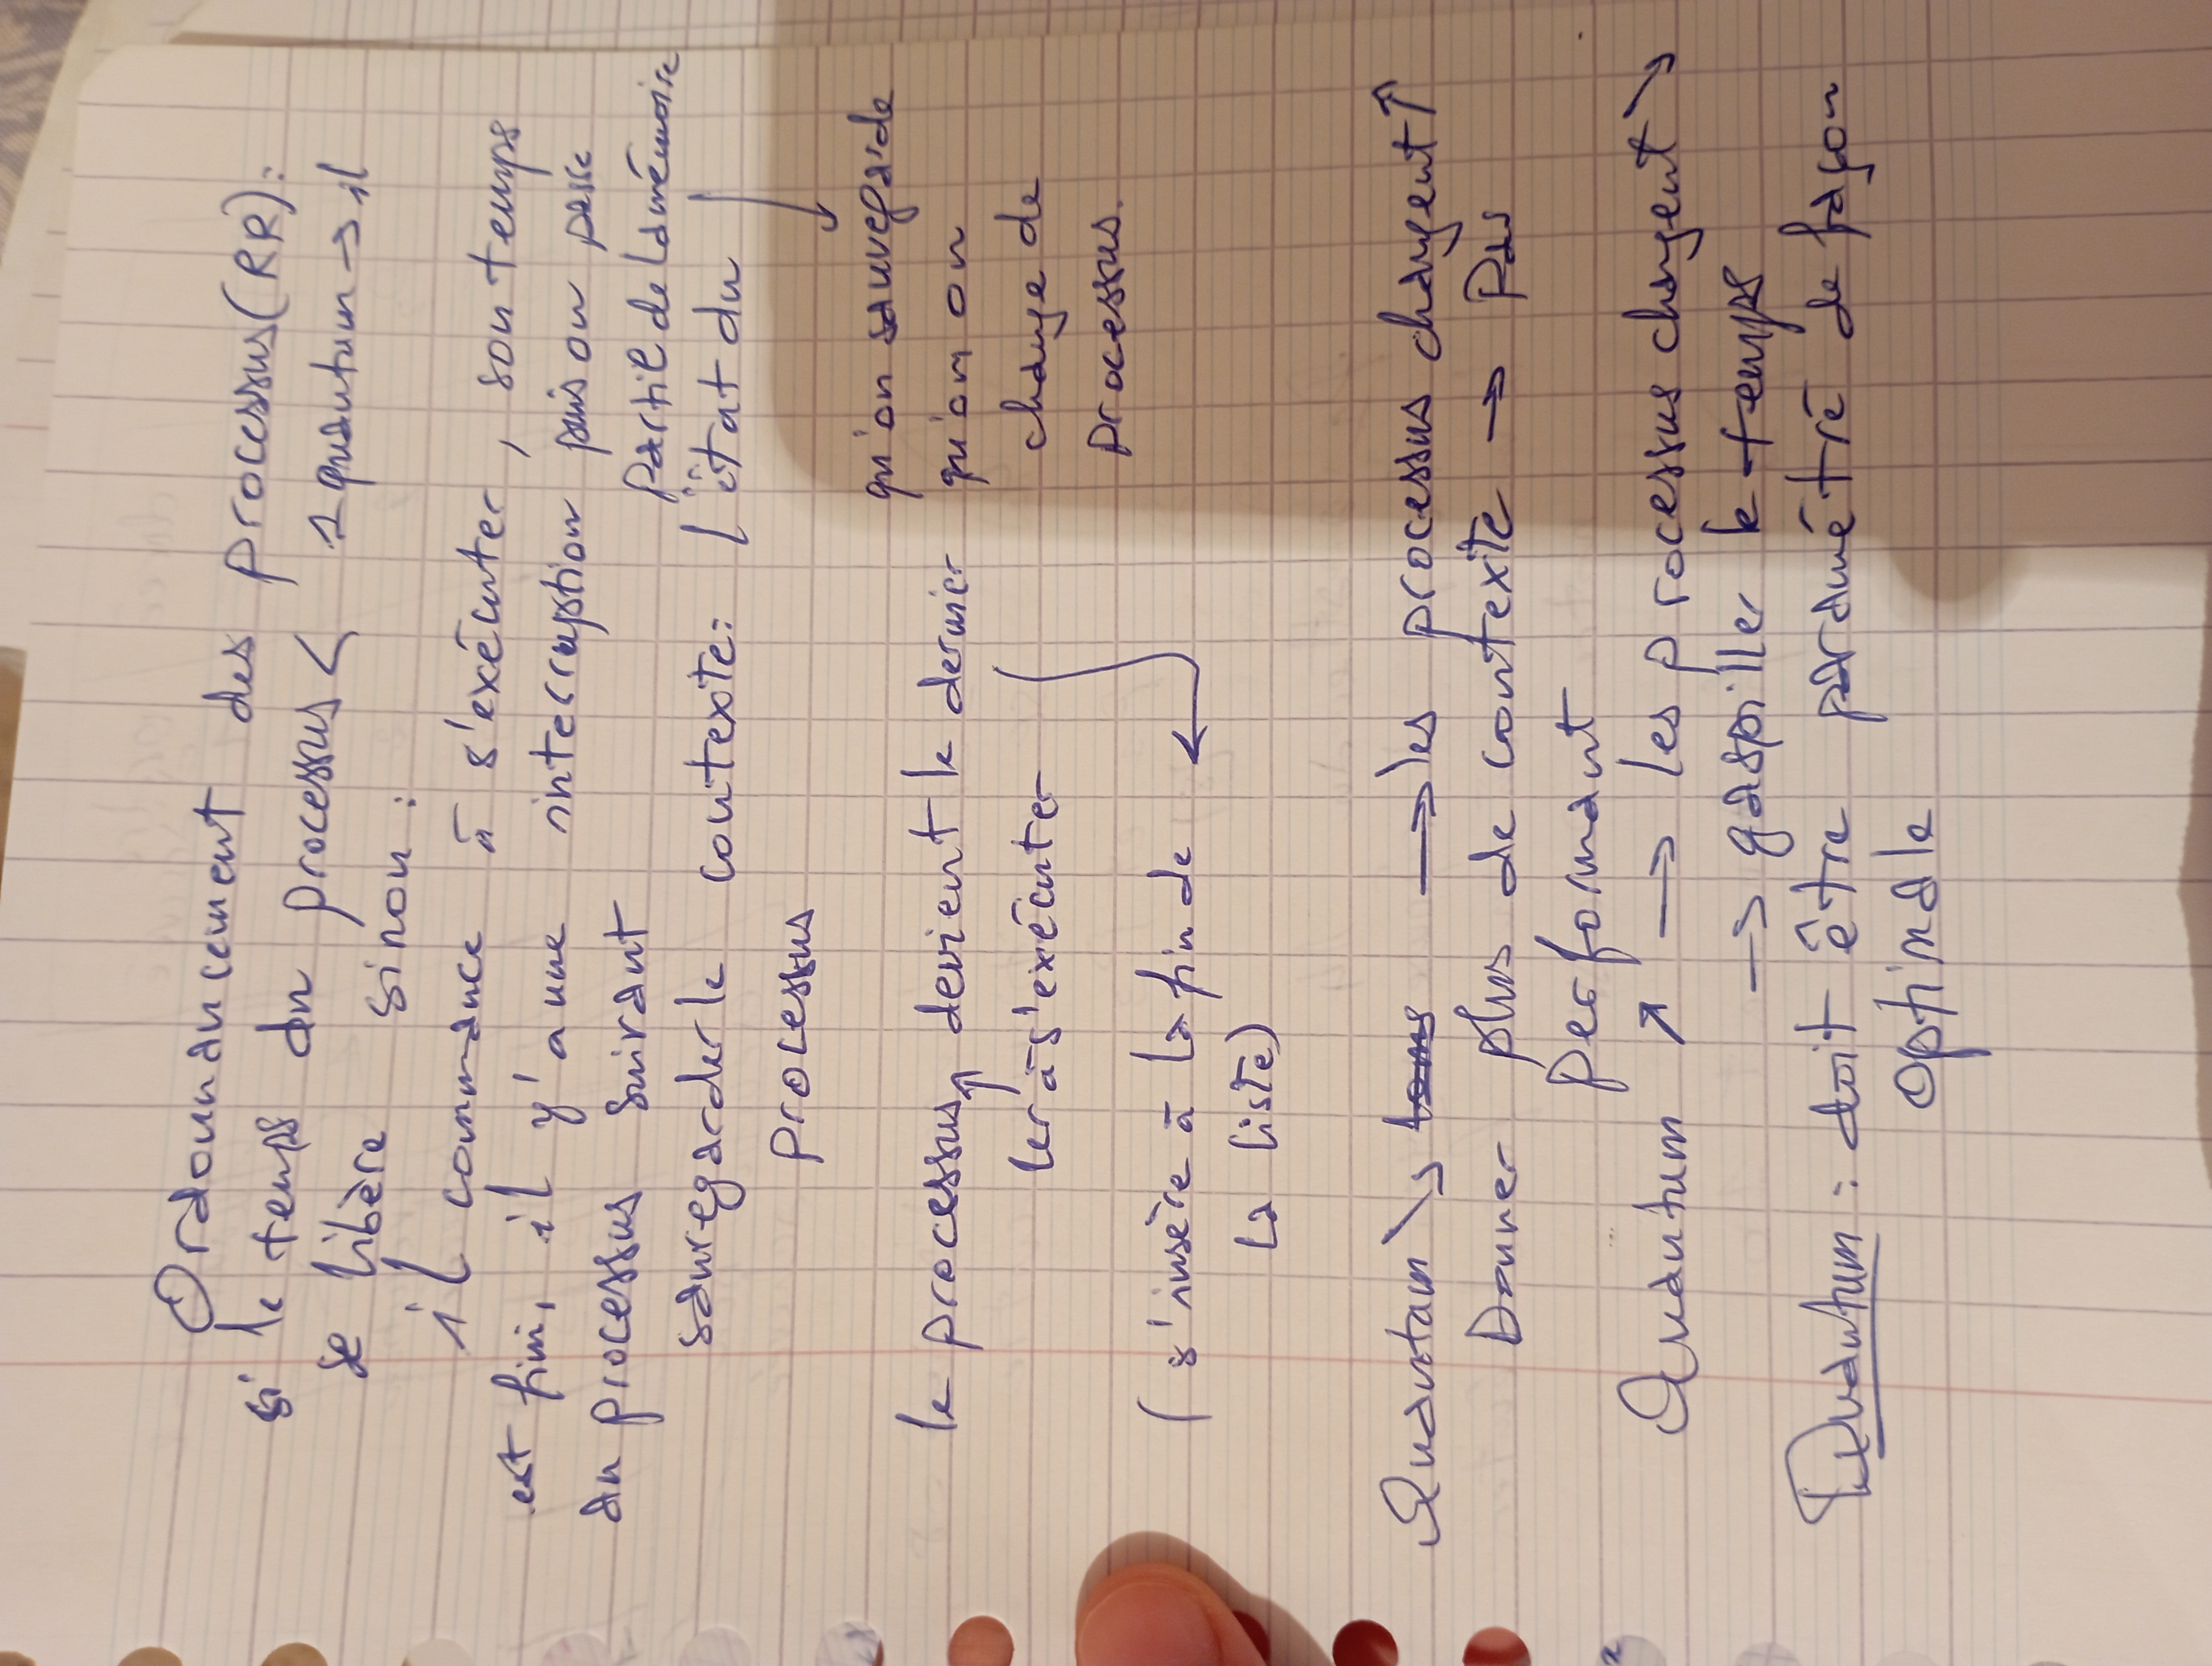 Ordounnancement des processus (RR):
si le temps du processus < 1 quantum → il
se libère sinon :
il commance à s'exécuter, son temps
est fini, il y'a une interruption puis on passe
au processus suivant
partie de la mémoire
sauvegarder le contexte: l'état du
processus
qu'on sauvegarde
le processus devient le dernier
qu'on on
1er à s'exécuter
change de
processus.
(s'insère à la fin de
la liste)
Quantum ↘ → les processus changent ↑
Donner plus de contexte → Pas
performant
Quantum ↗ → les processus changent ↘
→ gaspiller le temps
Quantum : doit être paramétré de façon
optimale